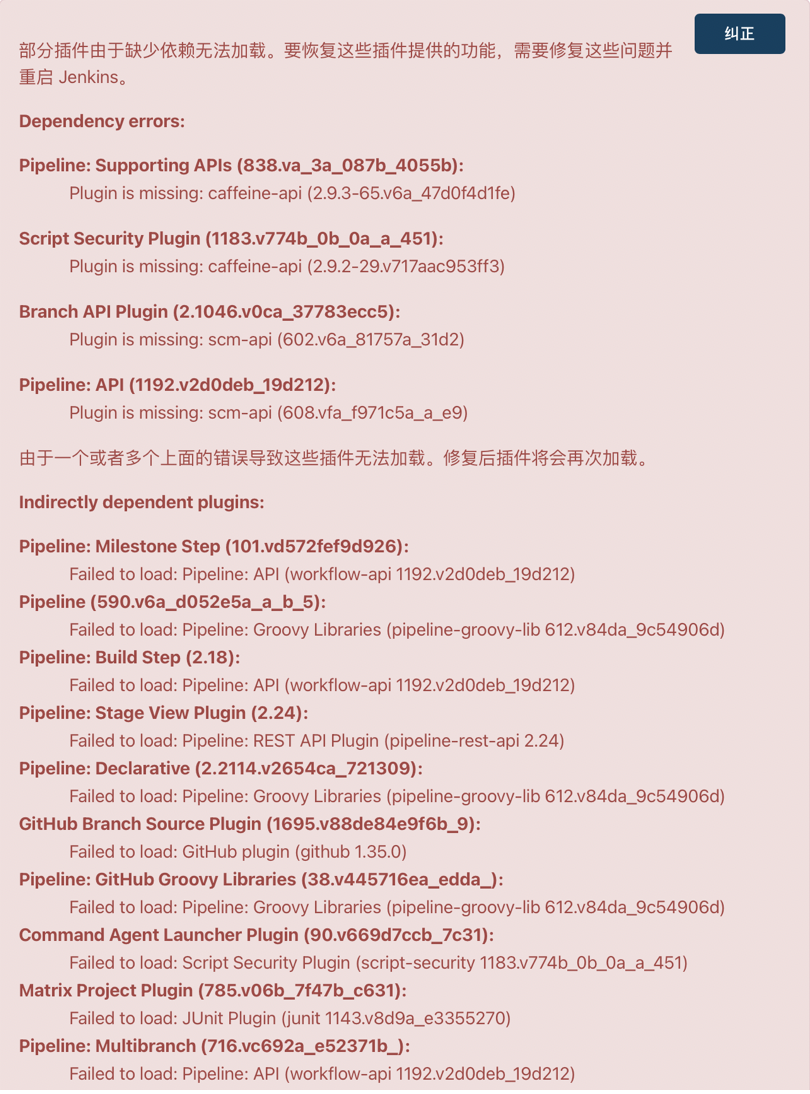 纠正
部分插件由于缺少依赖无法加载。要恢复这些插件提供的功能，需要修复这些问题并
重启 Jenkins。
Dependency errors:
Pipeline: Supporting APIs (838.va_3a_087b_4055b):
Plugin is missing: caffeine-api (2.9.3-65.v6a_47d0f4d1fe)
Script Security Plugin (1183.v774b_0b_0a_a_451):
Plugin is missing: caffeine-api (2.9.2-29.v717aac953ff3)
Branch API Plugin (2.1046.v0ca_37783ecc5):
Plugin is missing: scm-api (602.v6a_81757a_31d2)
Pipeline: API (1192.v2d0deb_19d212):
Plugin is missing: scm-api (608.vfa_f971c5a_a_e9)
由于一个或者多个上面的错误导致这些插件无法加载。修复后插件将会再次加载。
Indirectly dependent plugins:
Pipeline: Milestone Step (101.vd572fef9d926):
Failed to load: Pipeline: API (workflow-api 1192.v2d0deb_19d212)
Pipeline (590.v6a_d052e5a_a_b_5):
Failed to load: Pipeline: Groovy Libraries (pipeline-groovy-lib 612.v84da_9c54906d)
Pipeline: Build Step (2.18):
Failed to load: Pipeline: API (workflow-api 1192.v2d0deb_19d212)
Pipeline: Stage View Plugin (2.24):
Failed to load: Pipeline: REST API Plugin (pipeline-rest-api 2.24)
Pipeline: Declarative (2.2114.v2654ca_721309):
Failed to load: Pipeline: Groovy Libraries (pipeline-groovy-lib 612.v84da_9c54906d)
GitHub Branch Source Plugin (1695.v88de84e9f6b_9):
Failed to load: GitHub plugin (github 1.35.0)
Pipeline: GitHub Groovy Libraries (38.v445716ea_edda_):
Failed to load: Pipeline: Groovy Libraries (pipeline-groovy-lib 612.v84da_9c54906d)
Command Agent Launcher Plugin (90.v669d7ccb_7c31):
Failed to load: Script Security Plugin (script-security 1183.v774b_0b_0a_a_451)
Matrix Project Plugin (785.v06b_7f47b_c631):
Failed to load: JUnit Plugin (junit 1143.v8d9a_e3355270)
Pipeline: Multibranch (716.vc692a_e52371b_):
Failed to load: Pipeline: API (workflow-api 1192.v2d0deb_19d212)